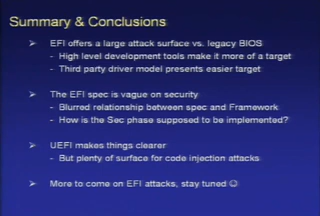 Summary & Conclusions
➢ EFI offers a large attack surface vs. legacy BIOS
- High level development tools make it more of a target
- Third party driver model presents easier target
➢ The EFI spec is vague on security
- Blurred relationship between spec and Framework
- How is the Sec phase supposed to be implemented?
➢ UEFI makes things clearer
- But plenty of surface for code injection attacks
➢ More to come on EFI attacks, stay tuned ☺